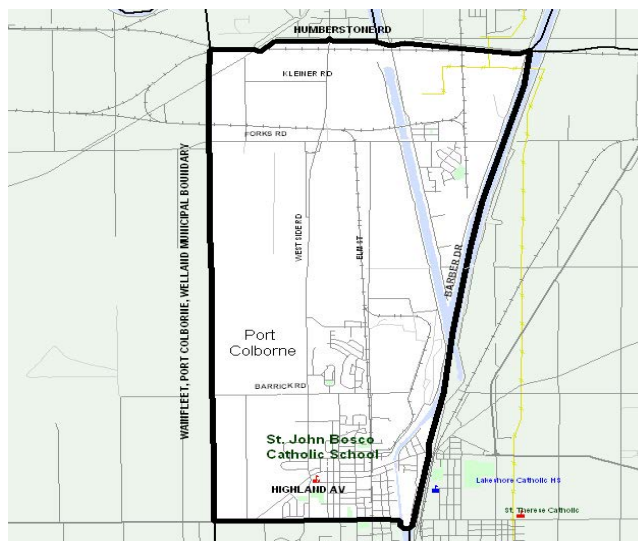 HUMBERSTONE RD
KLEINER RD
FORKS RD
WAINFLEET, PORT COLBORNE, WELLAND MUNICIPAL BOUNDARY
WEST SIDE RD
ELM ST
BARBER DR
Port
Colborne
BARRICK RD
St. John Bosco
Catholic School
HIGHLAND AV
Lakeshore Catholic HS
St. Therese Catholic